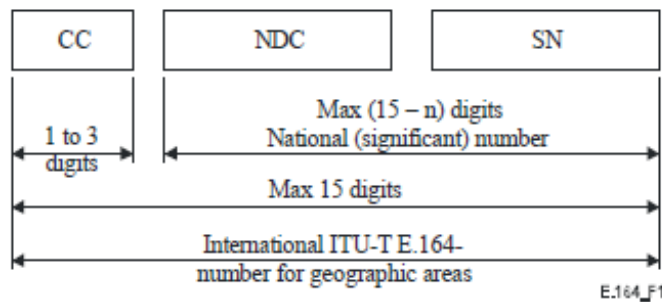 CC NDC SN
Max (15 – n) digits
1 to 3 National (significant) number
digits
Max 15 digits
International ITU-T E.164-
number for geographic areas
E.164_F1